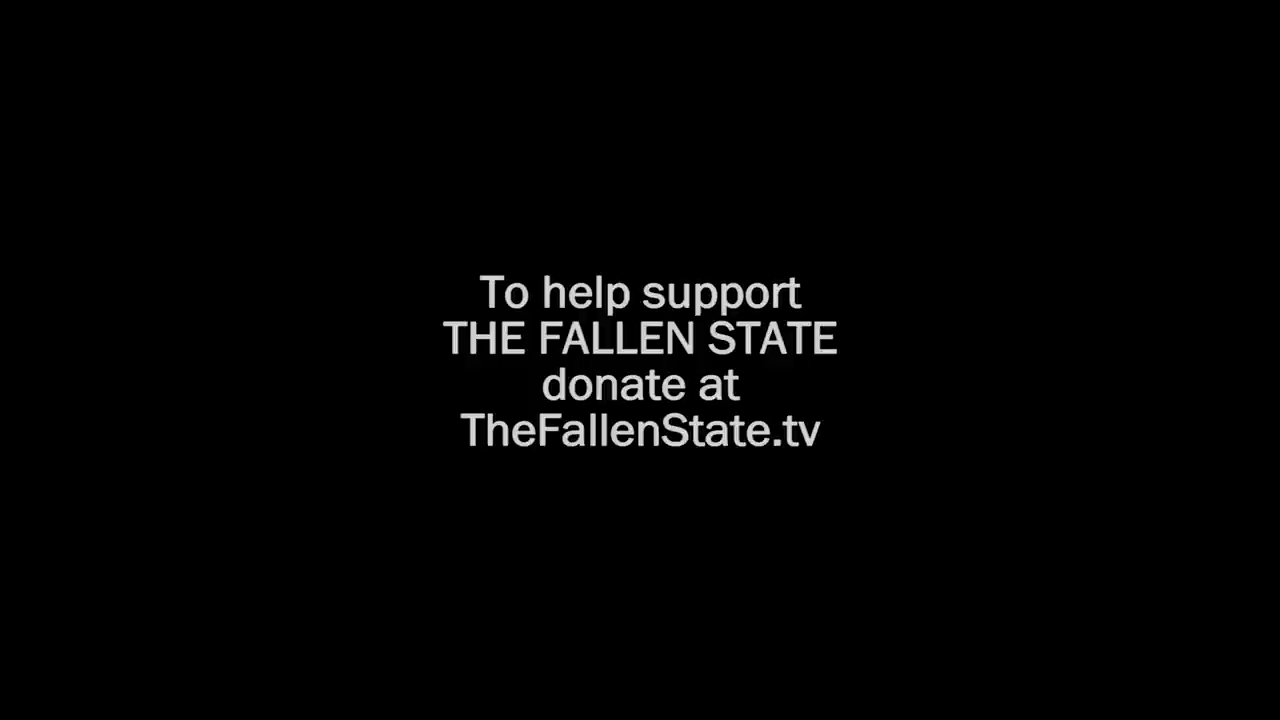 To help support
THE FALLEN STATE
donate at
TheFallenState.tv